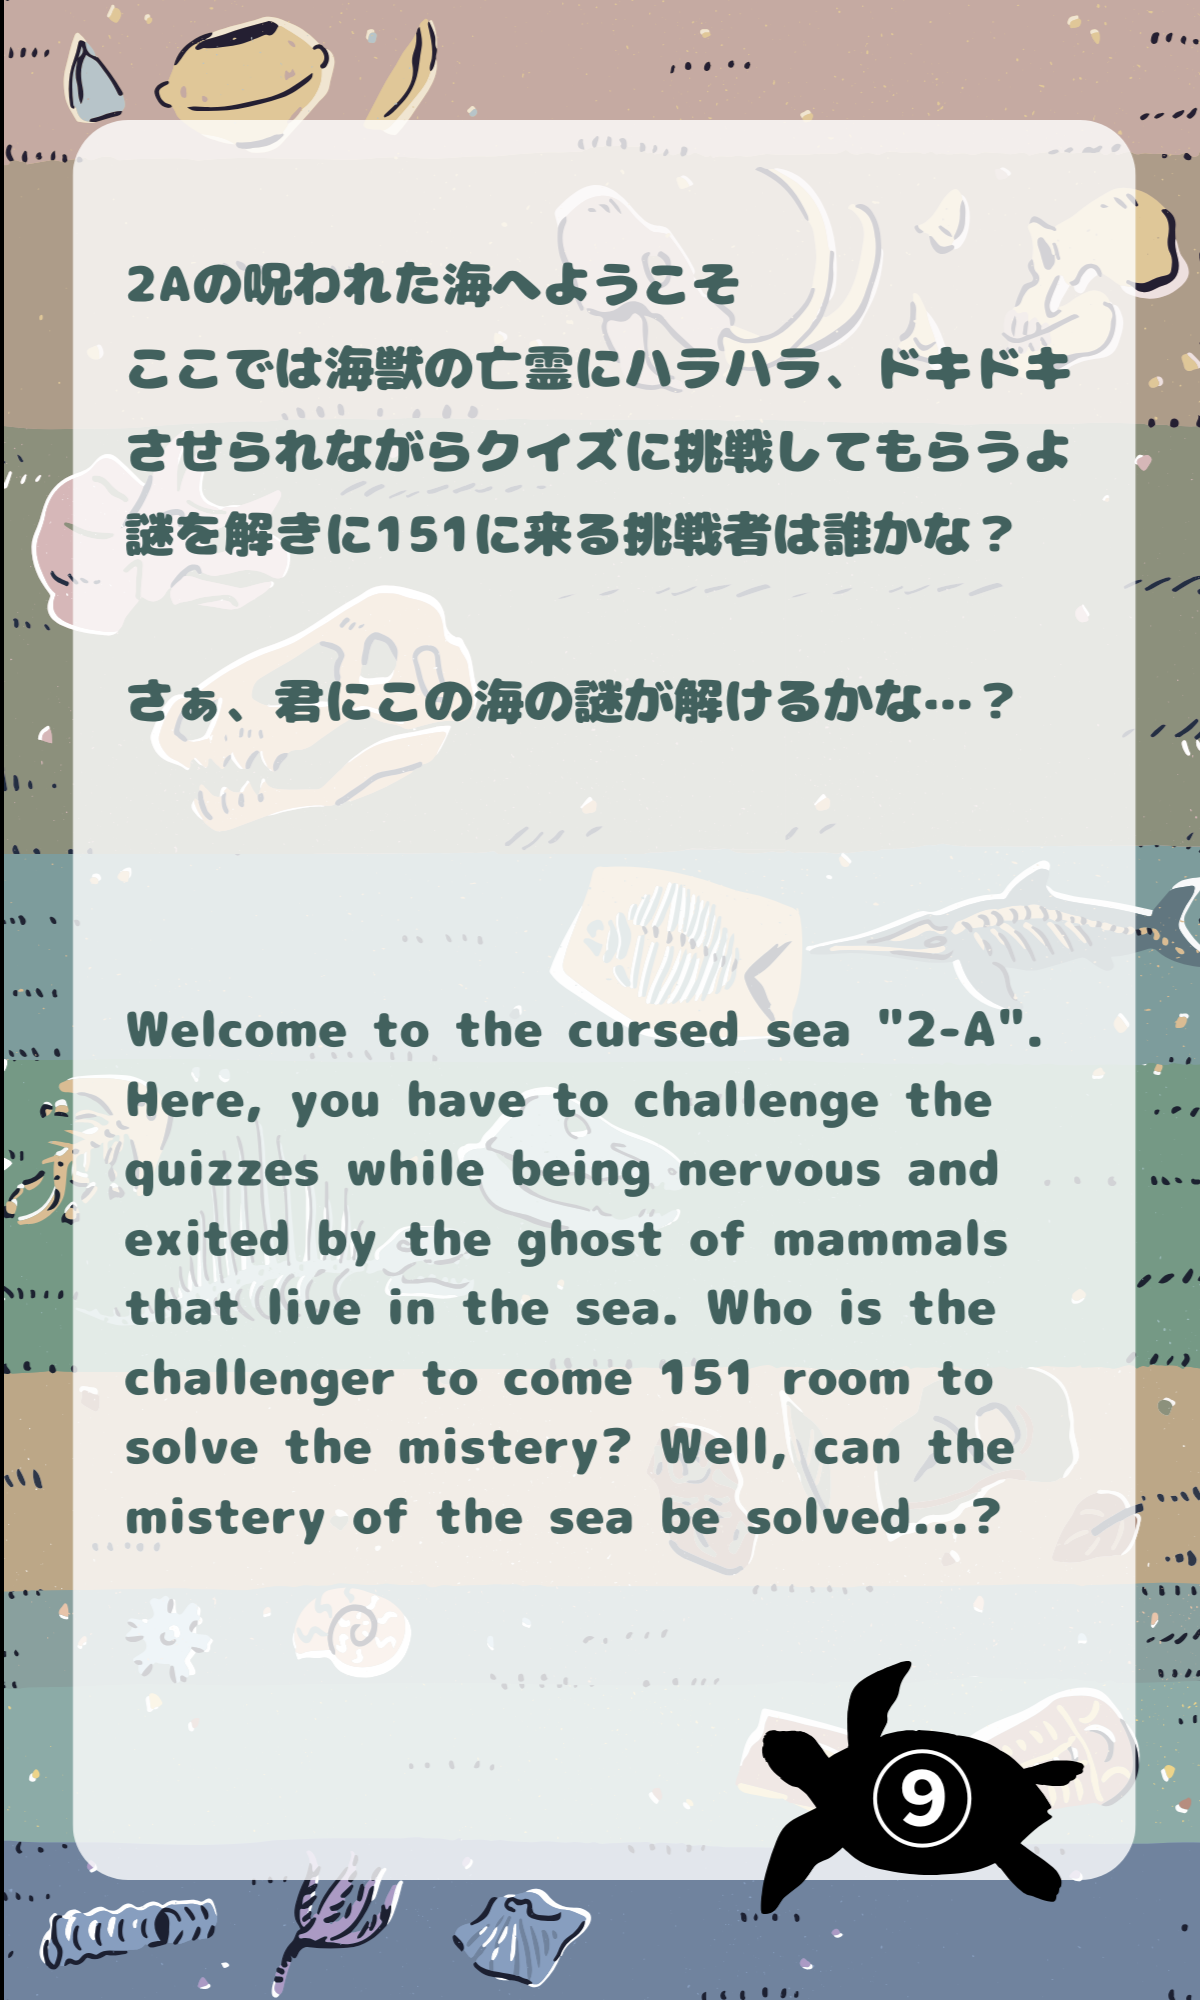 2Aの呪われた海へようこそ
ここでは海獣の亡霊にハラハラ、ドキドキ
させられながらクイズに挑戦してもらうよ
謎を解きに151に来る挑戦者は誰かな？
さぁ、君にこの海の謎が解けるかな…？
Welcome to the cursed sea "2-A".
Here, you have to challenge the
quizzes while being nervous and
exited by the ghost of mammals
that live in the sea. Who is the
challenger to come 151 room to
solve the mistery? Well, can the
mistery of the sea be solved...?
⑨